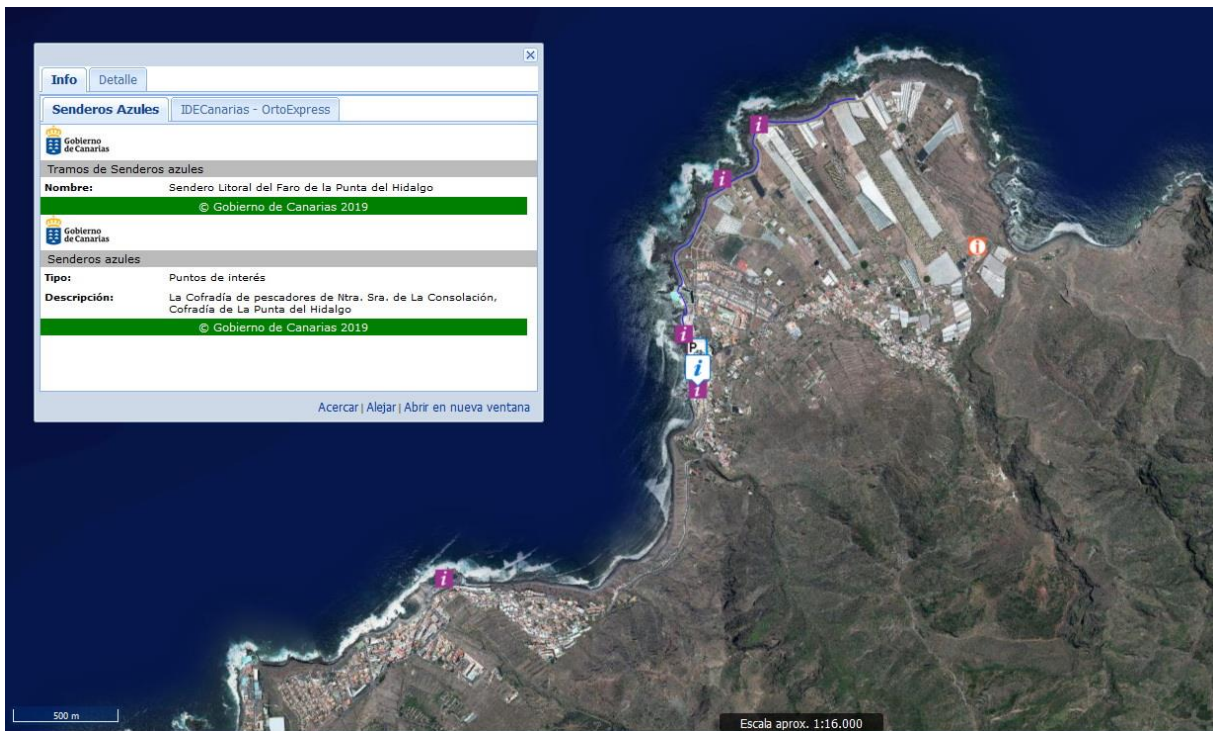 Info Detalle
Senderos Azules IDECanarias - OrtoExpress
Gobierno
de Canarias
Tramos de Senderos azules
Nombre: Sendero Litoral del Faro de la Punta del Hidalgo
© Gobierno de Canarias 2019
Gobierno
de Canarias
Senderos azules
Tipo: Puntos de interés
Descripción: La Cofradía de pescadores de Ntra. Sra. de La Consolación,
Cofradía de La Punta del Hidalgo
© Gobierno de Canarias 2019
Acercar | Alejar | Abrir en nueva ventana
i
i
i
i
P
i
i
i
500 m
Escala aprox. 1:16.000